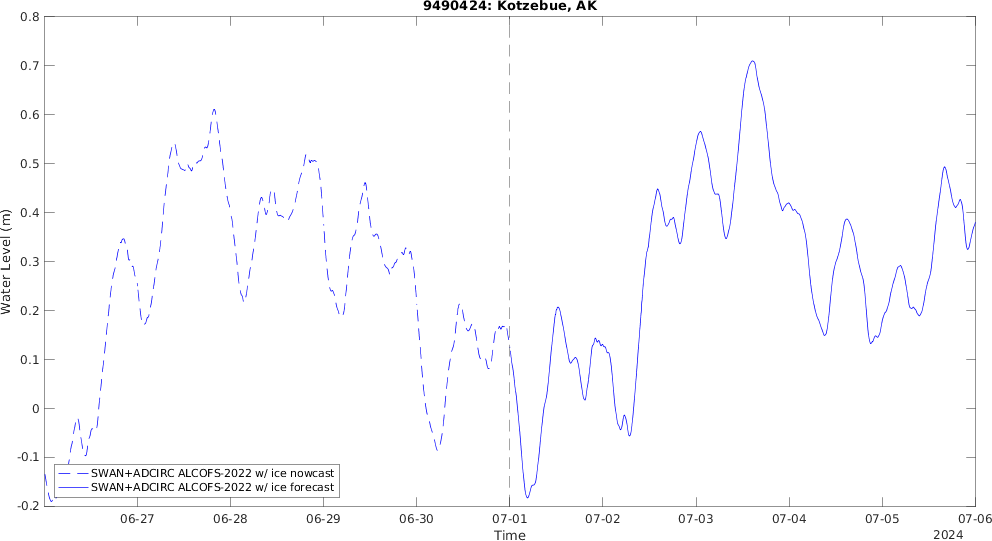 9490424: Kotzebue, AK
0.8
0.7
0.6
0.5
0.4
0.3
0.2
0.1
0
-0.1
-0.2
Water Level (m)
SWAN+ADCIRC ALCOFS-2022 w/ ice nowcast
SWAN+ADCIRC ALCOFS-2022 w/ ice forecast
06-27 06-28 06-29 06-30 07-01 07-02 07-03 07-04 07-05 07-06
Time
2024